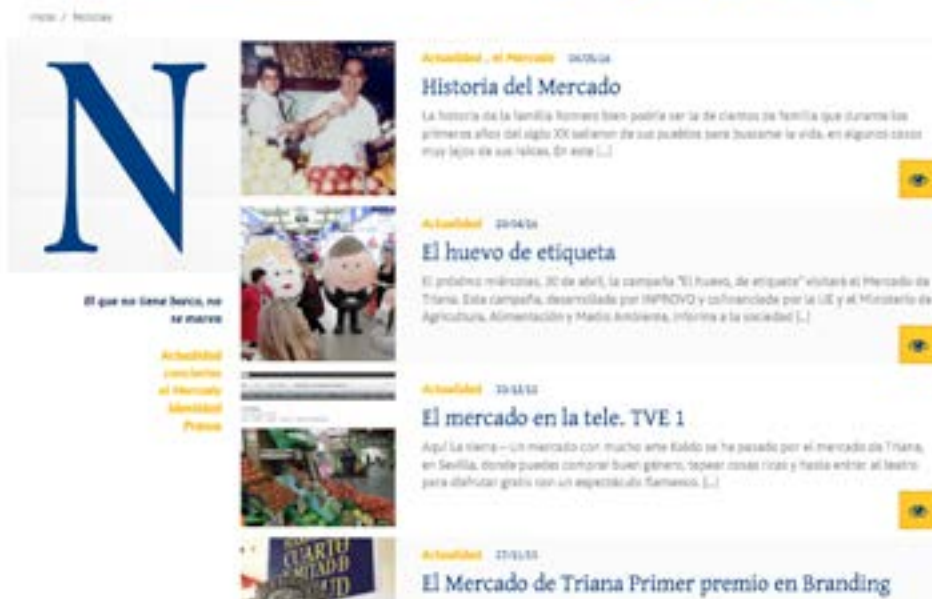 Inicio / Noticias
N
El que no tiene barco, no
se marea
Actualidad
conciertos
el Mercado
Identidad
Prensa
Actualidad , el Mercado
Historia del Mercado
La historia de la familia Romero bien podría ser la de cientos de familia que durante los
primeros años del siglo XX salieron de sus pueblos para buscarse la vida, en algunos casos
muy lejos de sus raíces. En este [...]
Actualidad
El huevo de etiqueta
El próximo miércoles, 30 de abril, la campaña "El huevo, de etiqueta" visitará el Mercado de
Triana. Esta campaña, desarrollada por INPROVO y cofinanciada por la UE y el Ministerio de
Agricultura, Alimentación y Medio Ambiente, informa a la sociedad [...]
Actualidad
El mercado en la tele. TVE 1
Aquí la tierra – Un mercado con mucho arte Kaldo se ha pasado por el mercado de Triana,
en Sevilla, donde puedes comprar buen género, tapear cosas ricas y hasta entrar al teatro
para disfrutar gratis con un espectáculo flamenco. [...]
CUARTO
MITAD D
Actualidad
El Mercado de Triana Primer premio en Branding